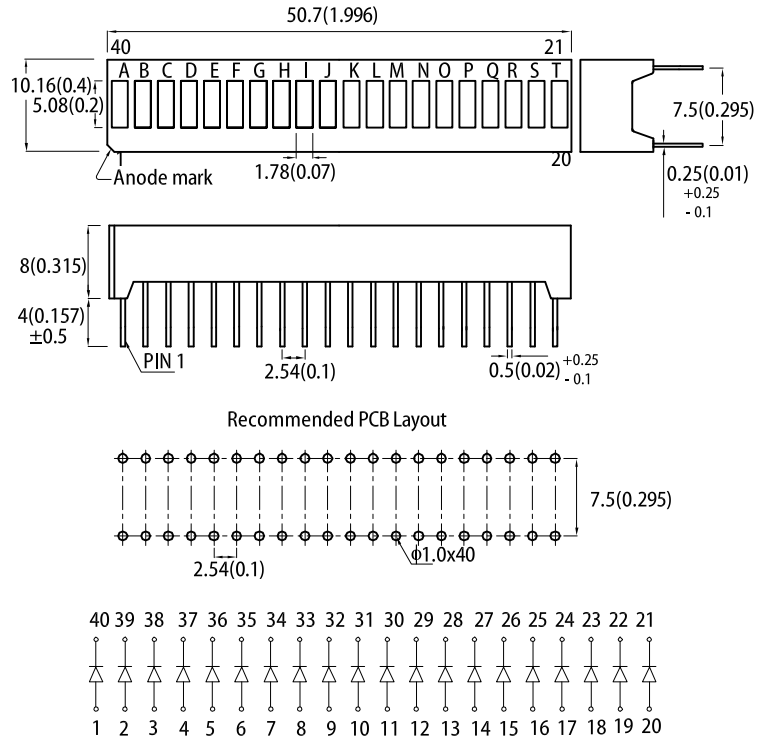 50.7(1.996)
40 21
A B C D E F G H I J K L M N O P Q R S T
10.16(0.4)
5.08(0.2)
7.5(0.295)
20
Anode mark
1.78(0.07)
0.25(0.01)
+0.25
- 0.1
8(0.315)
4(0.157)
±0.5
PIN 1
2.54(0.1)
0.5(0.02) +0.25
- 0.1
Recommended PCB Layout
7.5(0.295)
ϕ1.0x40
2.54(0.1)
40 39 38 37 36 35 34 33 32 31 30 29 28 27 26 25 24 23 22 21
1 2 3 4 5 6 7 8 9 10 11 12 13 14 15 16 17 18 19 20